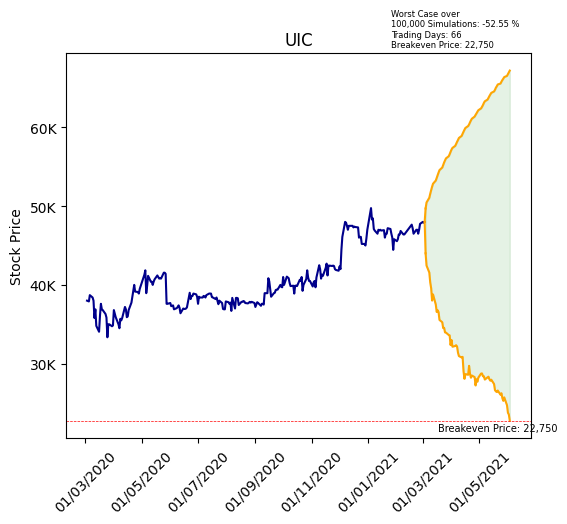 Worst Case over
100,000 Simulations: -52.55 %
Trading Days: 66
Breakeven Price: 22,750
UIC
Stock Price
60K
50K
40K
30K
Breakeven Price: 22,750
01/03/2020
01/05/2020
01/07/2020
01/09/2020
01/11/2020
01/01/2021
01/03/2021
01/05/2021